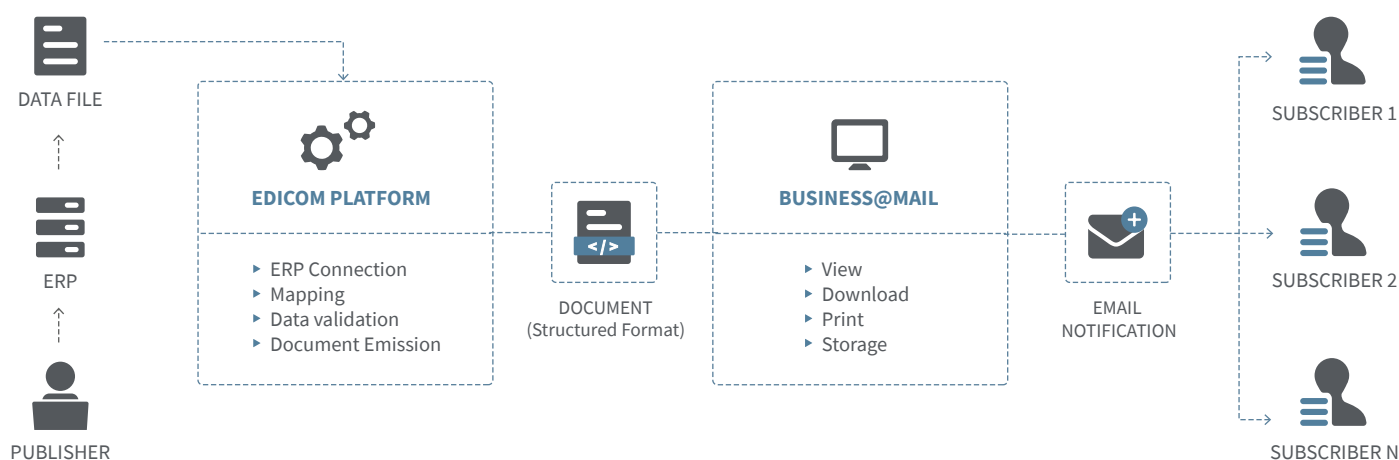 DATA FILE
ERP
PUBLISHER
EDICOM PLATFORM
ERP Connection
Mapping
Data validation
Document Emission
</>
DOCUMENT
(Structured Format)
BUSINESS@MAIL
View
Download
Print
Storage
EMAIL
NOTIFICATION
SUBSCRIBER 1
SUBSCRIBER 2
SUBSCRIBER N